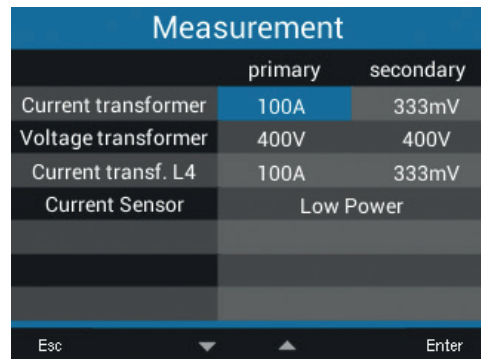 Measurement
primary secondary
Current transformer 100A 333mV
Voltage transformer 400V 400V
Current transf. L4 100A 333mV
Current Sensor Low Power
Esc Enter